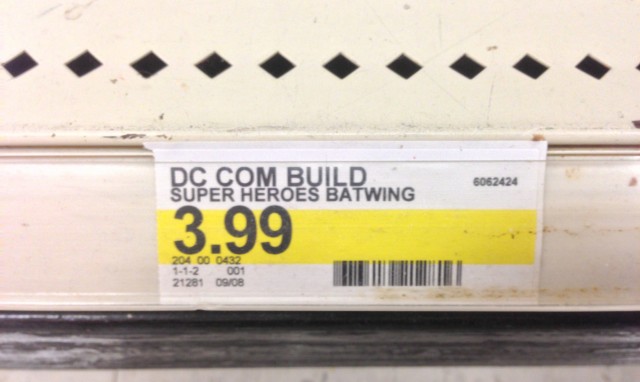 DC COM BUILD
6062424
SUPER HEROES BATWING
3.99
204 00 0432
1-1-2 001
21281 09/08